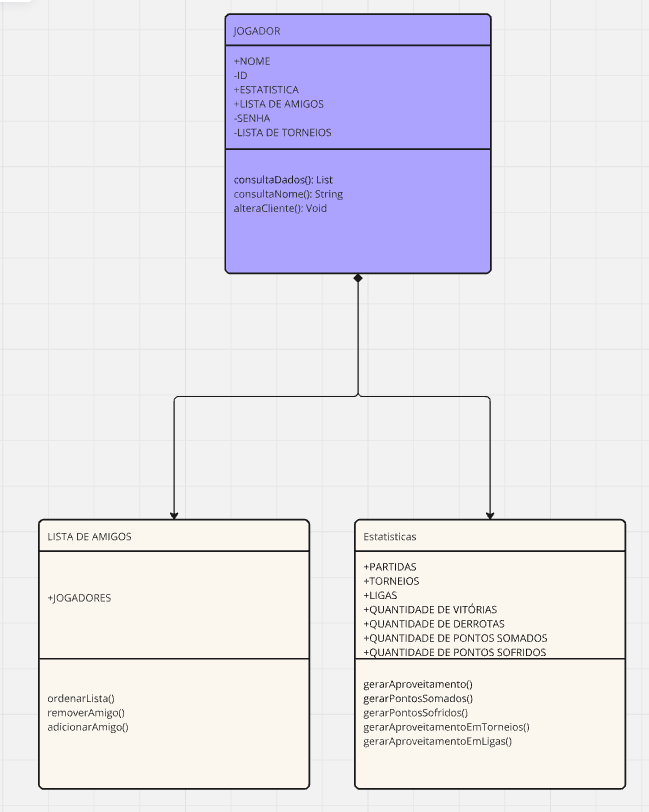 JOGADOR
+NOME
-ID
+ESTATISTICA
+LISTA DE AMIGOS
-SENHA
-LISTA DE TORNEIOS
consultaDados(): List
consultaNome(): String
alteraCliente(): Void
LISTA DE AMIGOS
+JOGADORES
ordenarLista()
removerAmigo()
adicionarAmigo()
Estatisticas
+PARTIDAS
+TORNEIOS
+LIGAS
+QUANTIDADE DE VITÓRIAS
+QUANTIDADE DE DERROTAS
+QUANTIDADE DE PONTOS SOMADOS
+QUANTIDADE DE PONTOS SOFRIDOS
gerarAproveitamento()
gerarPontosSomados()
gerarPontosSofridos()
gerarAproveitamentoEmTorneios()
gerarAproveitamentoEmLigas()